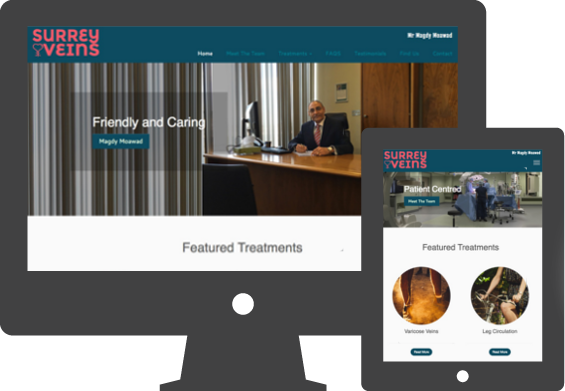 SURREY
VEINS
Mr Magdy Moawad
Home Meet The Team Treatments FAQS Testimonials Find Us Contact
Friendly and Caring
Magdy Moawad
Featured Treatments
SURREY
VEINS
Mr Magdy Moawad
Patient Centred
Meet The Team
Featured Treatments
Varicose Veins Leg Circulation
Read More Read More